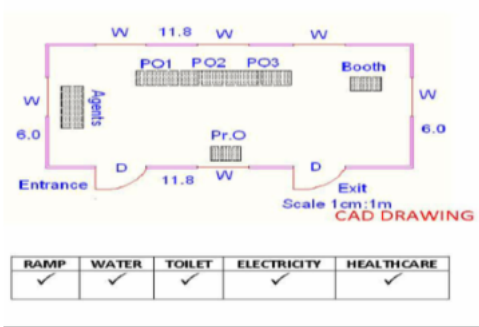 W 11.8 W W
PO1 PO2 PO3
Booth
W Agents W
6.0 6.0
Pr.O
D D
Entrance 11.8 W Exit
Scale 1cm:1m
CAD DRAWING
RAMP WATER TOILET ELECTRICITY HEALTHCARE
✓ ✓ ✓ ✓ ✓